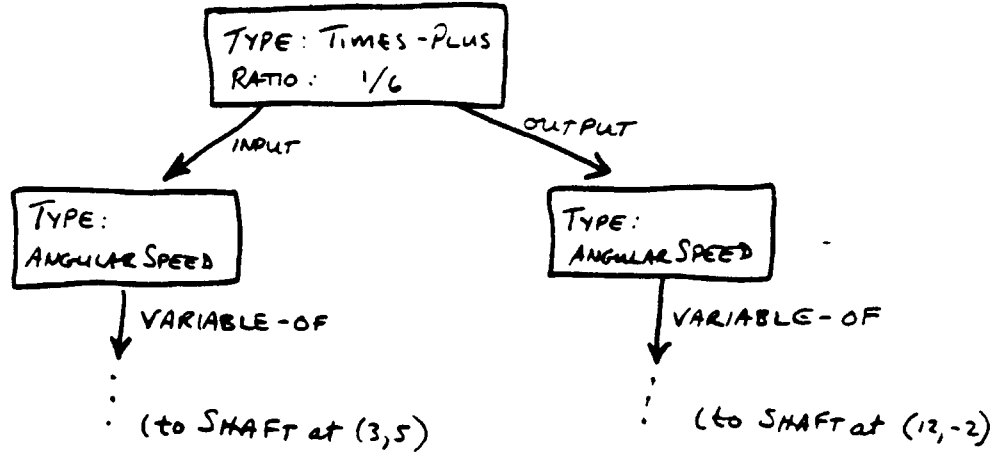 TYPE: TIMES-PLUS
RATIO: 1/6
INPUT
OUTPUT
TYPE:
ANGULAR SPEED
TYPE:
ANGULAR SPEED
VARIABLE-OF
VARIABLE-OF
(to SHAFT at (3,5)
(to SHAFT at (12,-2)